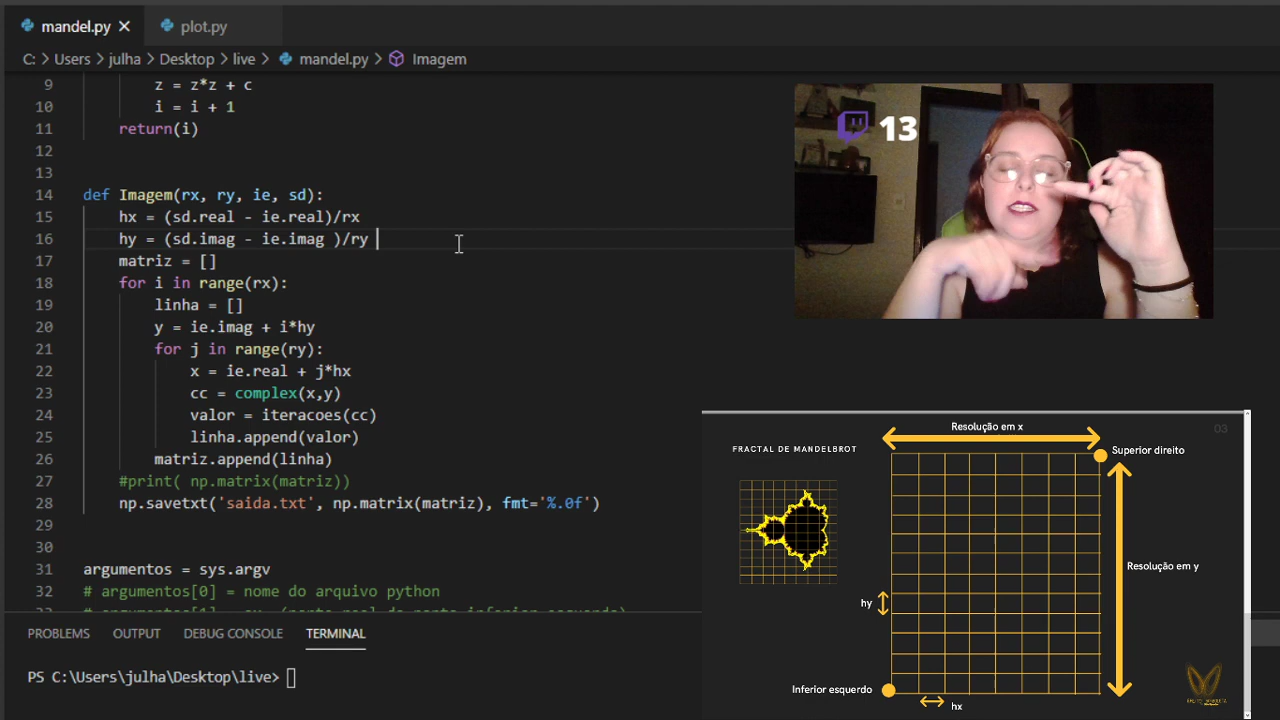 mandel.py
plot.py
C: > Users > julha > Desktop > live > mandel.py > Imagem
9 z = z*z + c
10 i = i + 1
11 return(i)
12
13
14 def Imagem(rx, ry, ie, sd):
15 hx = (sd.real - ie.real)/rx
16 hy = (sd.imag - ie.imag )/ry
17 matriz = []
18 for i in range(rx):
19 linha = []
20 y = ie.imag + i*hy
21 for j in range(ry):
22 x = ie.real + j*hx
23 cc = complex(x,y)
24 valor = iteracoes(cc)
25 linha.append(valor)
26 matriz.append(linha)
27 #print( np.matrix(matriz))
28 np.savetxt('saida.txt', np.matrix(matriz), fmt='%.0f')
29
30
31 argumentos = sys.argv
32 # argumentos[0] = nome do arquivo python
PROBLEMS OUTPUT DEBUG CONSOLE TERMINAL
PS C:\Users\julha\Desktop\live>
13
03
Resolução em x
FRACTAL DE MANDELBROT
Superior direito
Resolução em y
hy
Inferior esquerdo
hx